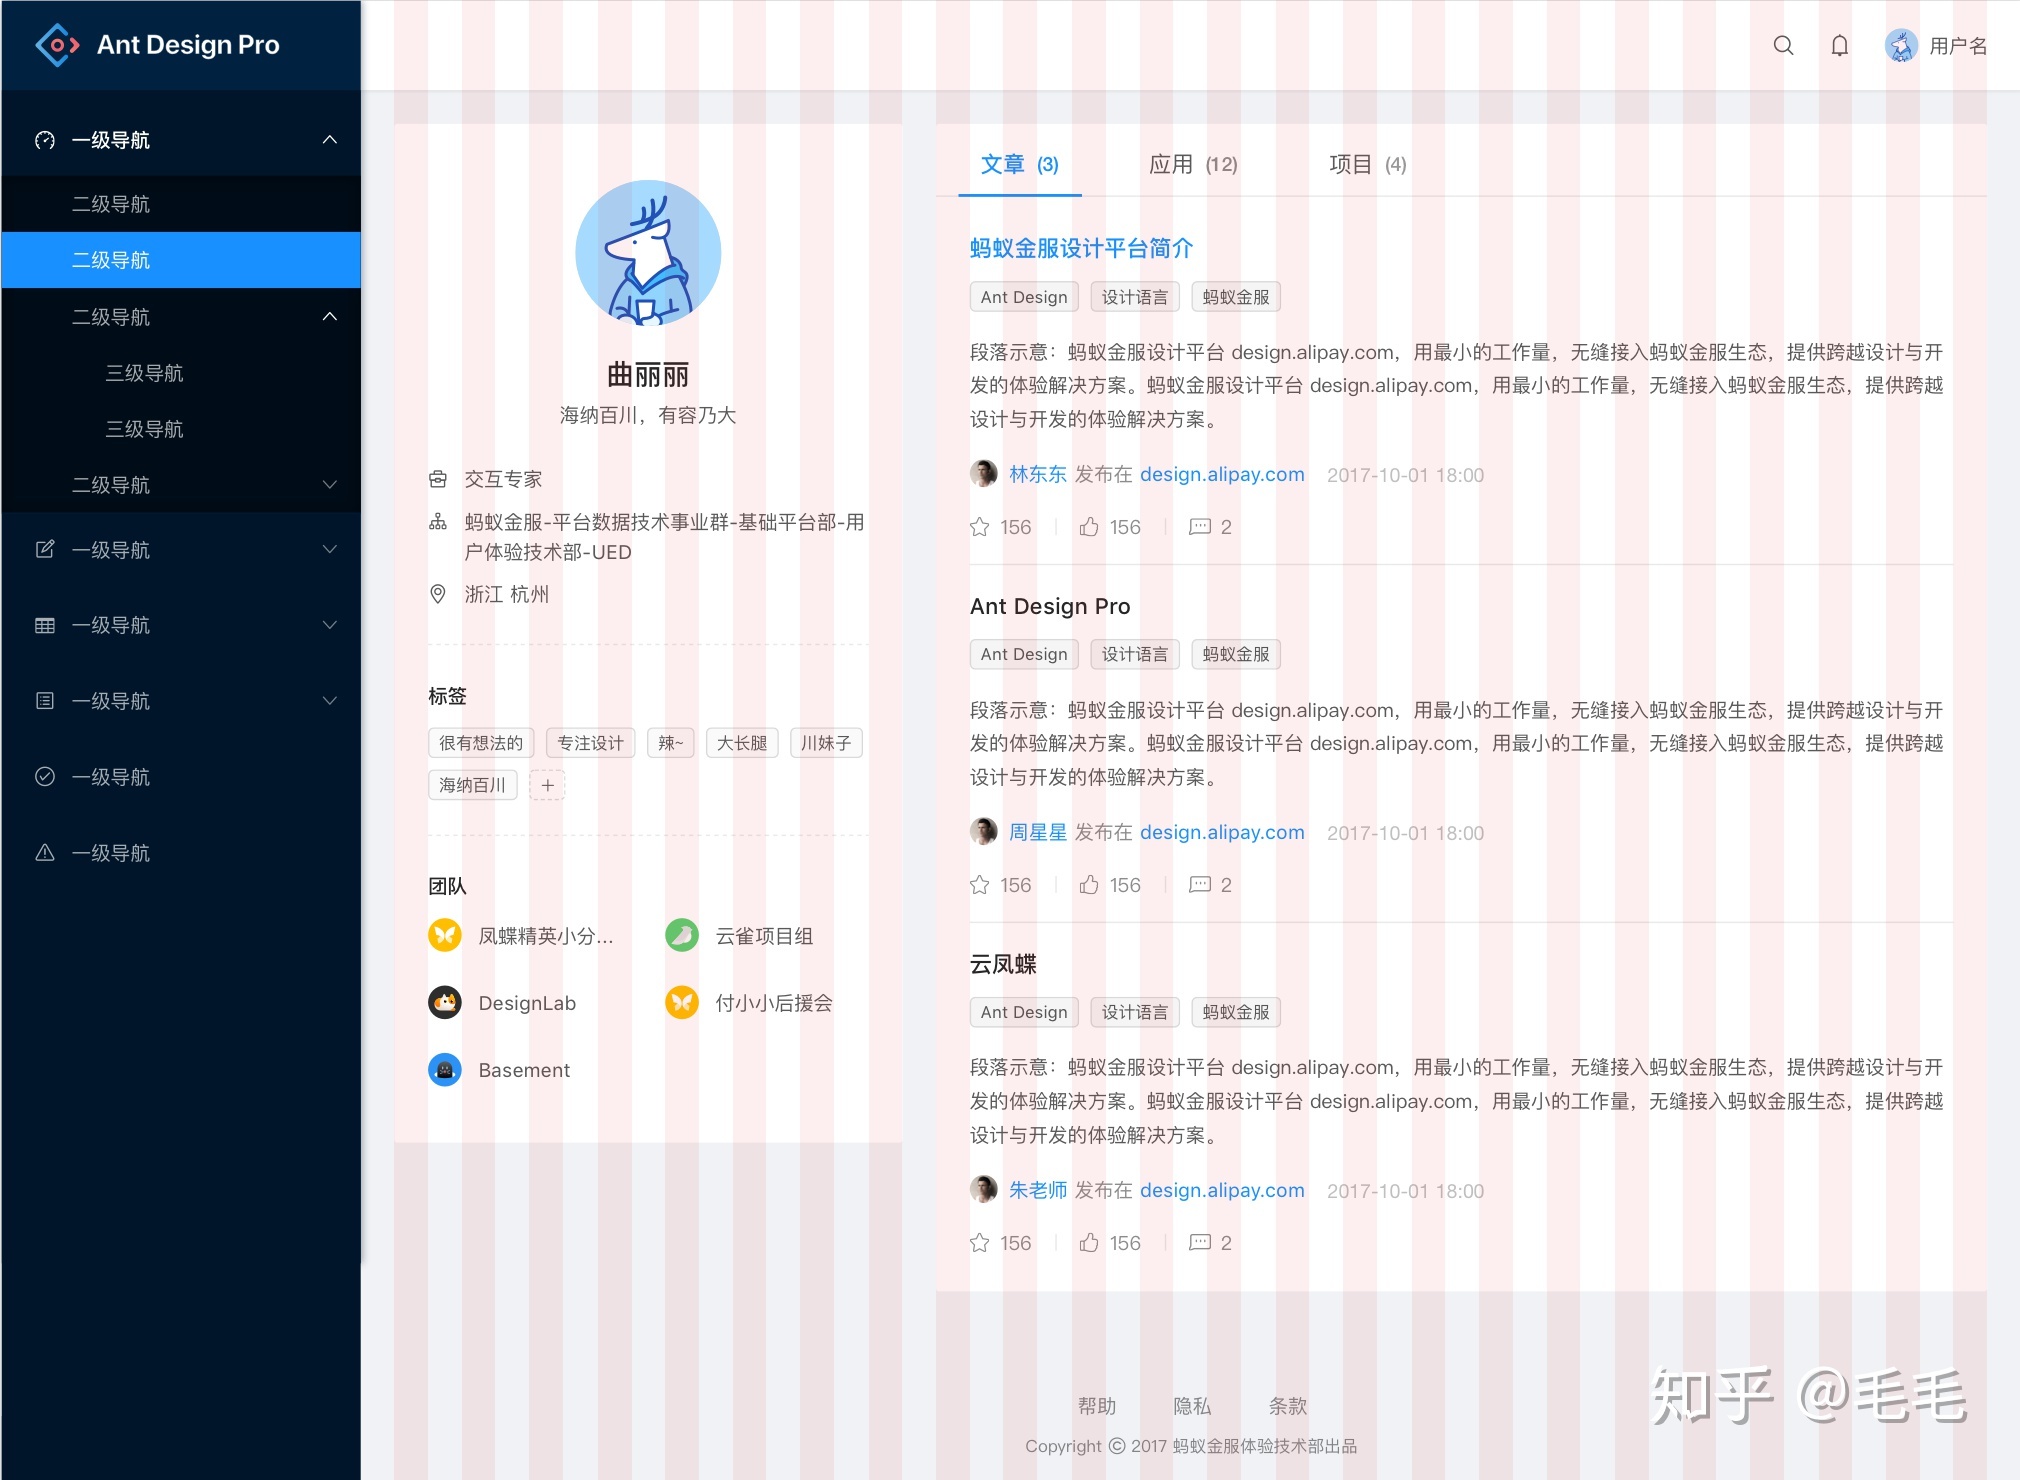 Ant Design Pro
用户名
一级导航
二级导航
二级导航
二级导航
三级导航
三级导航
二级导航
一级导航
一级导航
一级导航
一级导航
一级导航
曲丽丽
海纳百川，有容乃大
交互专家
蚂蚁金服-平台数据技术事业群-基础平台部-用
户体验技术部-UED
浙江 杭州
标签
很有想法的 专注设计 辣~ 大长腿 川妹子
海纳百川 +
团队
凤蝶精英小分... 云雀项目组
DesignLab 付小小后援会
Basement
文章 (3) 应用 (12) 项目 (4)
蚂蚁金服设计平台简介
Ant Design 设计语言 蚂蚁金服
段落示意：蚂蚁金服设计平台 design.alipay.com，用最小的工作量，无缝接入蚂蚁金服生态，提供跨越设计与开
发的体验解决方案。蚂蚁金服设计平台 design.alipay.com，用最小的工作量，无缝接入蚂蚁金服生态，提供跨越
设计与开发的体验解决方案。
林东东 发布在 design.alipay.com 2017-10-01 18:00
156 156 2
Ant Design Pro
Ant Design 设计语言 蚂蚁金服
段落示意：蚂蚁金服设计平台 design.alipay.com，用最小的工作量，无缝接入蚂蚁金服生态，提供跨越设计与开
发的体验解决方案。蚂蚁金服设计平台 design.alipay.com，用最小的工作量，无缝接入蚂蚁金服生态，提供跨越
设计与开发的体验解决方案。
周星星 发布在 design.alipay.com 2017-10-01 18:00
156 156 2
云凤蝶
Ant Design 设计语言 蚂蚁金服
段落示意：蚂蚁金服设计平台 design.alipay.com，用最小的工作量，无缝接入蚂蚁金服生态，提供跨越设计与开
发的体验解决方案。蚂蚁金服设计平台 design.alipay.com，用最小的工作量，无缝接入蚂蚁金服生态，提供跨越
设计与开发的体验解决方案。
朱老师 发布在 design.alipay.com 2017-10-01 18:00
156 156 2
帮助 隐私 条款
Copyright © 2017 蚂蚁金服体验技术部出品
知乎 @毛毛